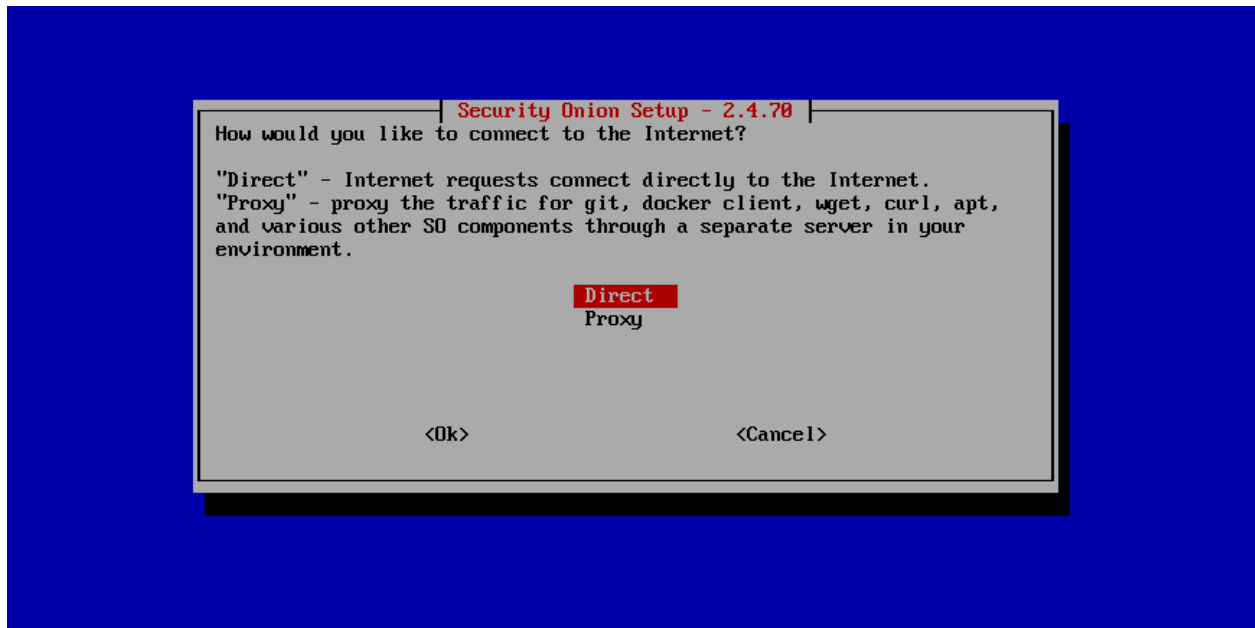 Security Onion Setup - 2.4.70
How would you like to connect to the Internet?
"Direct" - Internet requests connect directly to the Internet.
"Proxy" - proxy the traffic for git, docker client, wget, curl, apt,
and various other SO components through a separate server in your
environment.
Direct
Proxy
<Ok> <Cancel>